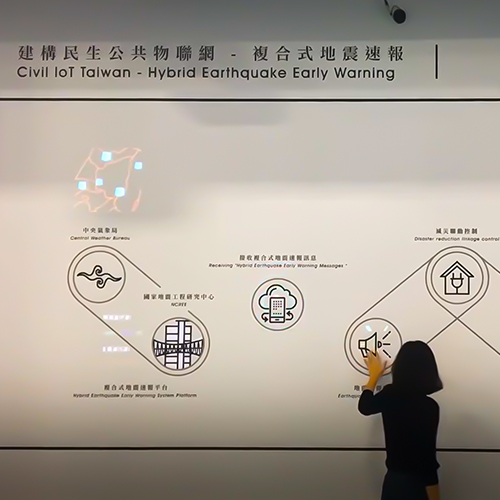 建構民生公共物聯網 - 複合式地震速報
Civil IoT Taiwan - Hybrid Earthquake Early Warning
中央氣象局
Central Weather Bureau
國家地震工程研究中心
NCREE
複合式地震速報平台
Hybrid Earthquake Early Warning System Platform
接收複合式地震速報訊息
Receiving "Hybrid Earthquake Early Warning Messages "
減災聯動控制
Disaster reduction linkage control